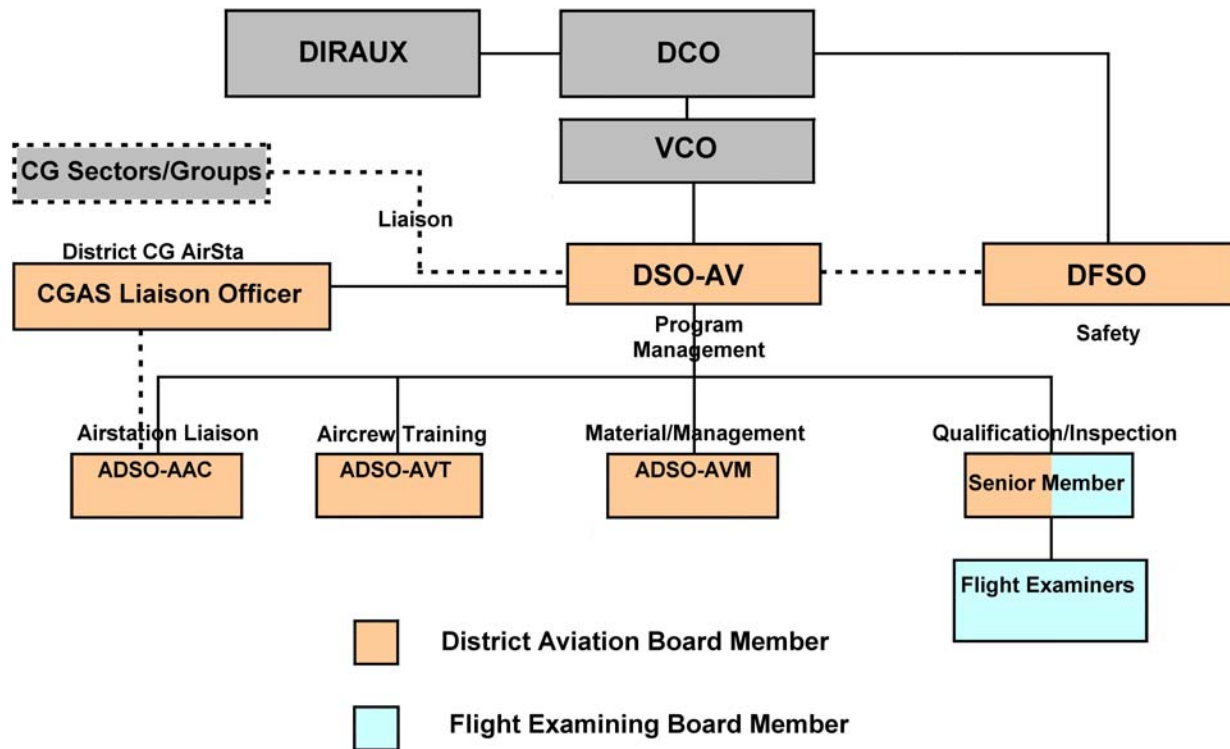 DIRAUX
DCO
VCO
CG Sectors/Groups
Liaison
District CG AirSta
CGAS Liaison Officer
DSO-AV
DFSO
Program
Management
Safety
Airstation Liaison
Aircrew Training
Material/Management
Qualification/Inspection
ADSO-AAC
ADSO-AVT
ADSO-AVM
Senior Member
Flight Examiners
District Aviation Board Member
Flight Examining Board Member